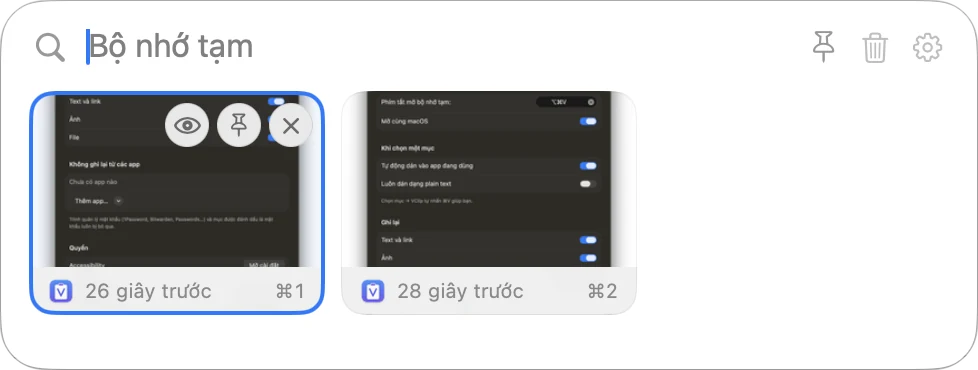 Bộ nhớ tạm
Text và link
Ảnh
File
Không ghi lại từ các app
Chưa có app nào
Thêm app...
Quyền
Accessibility
Mở cài đặt
26 giây trước
⌘1
Phím tắt mở bộ nhớ tạm:
⌥⌘V
Mở cùng macOS
Khi chọn một mục
Tự động dán vào app đang dùng
Luôn dán dạng plain text
Ghi lại
Text và link
Ảnh
28 giây trước
⌘2